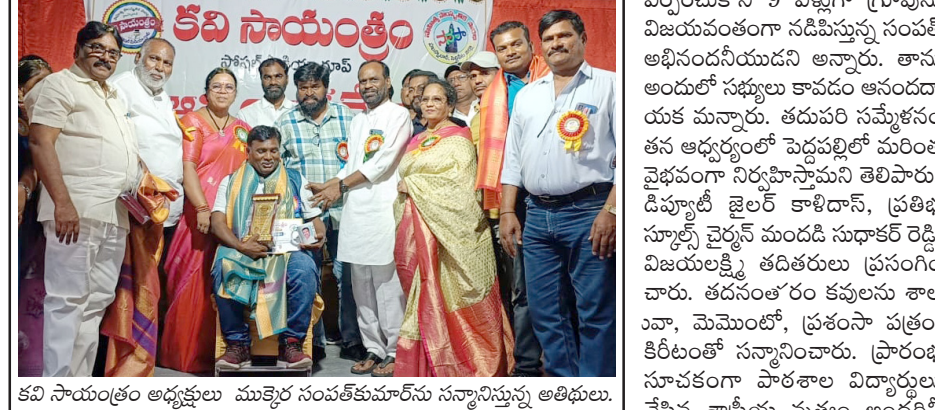 కవి సాయంత్రం
కవి సాయంత్రం అధ్యక్షులు ముక్కెర సంపత్‌కుమార్‌ను సన్మానిస్తున్న అతిథులు.
విజయవంతంగా నడిపిస్తున్న సంపత్
అభినందనీయుడని అన్నారు. తాను
అందులో సభ్యులు కావడం ఆనందదా
యక మన్నారు. తదుపరి సమ్మేళనం
తన ఆధ్వర్యంలో పెద్దపల్లిలో మరింత
వైభవంగా నిర్వహిస్తామని తెలిపారు.
డిప్యూటీ జైలర్ కాళిదాస్, ప్రతిభ
స్కూల్స్ చైర్మన్ మందడి సుధాకర్ రెడ్డి,
విజయలక్ష్మి తదితరులు ప్రసంగిం
చారు. తదనంతరం కవులను శాలు
వా, మెమొంటో, ప్రశంసా పత్రం,
కిరీటంతో సన్మానించారు. ప్రారంభ
సూచకంగా పాఠశాల విద్యార్థులు